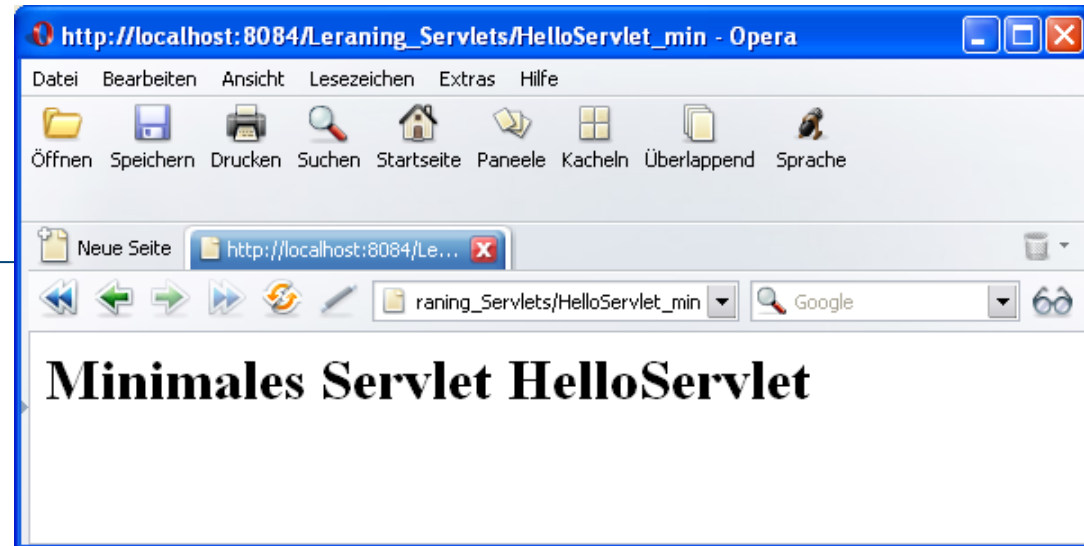 http://localhost:8084/Leraning_Servlets/HelloServlet_min - Opera
Datei Bearbeiten Ansicht Lesezeichen Extras Hilfe
Öffnen Speichern Drucken Suchen Startseite Paneele Kacheln Überlappend Sprache
Neue Seite http://localhost:8084/Le...
raning_Servlets/HelloServlet_min Google
Minimales Servlet HelloServlet